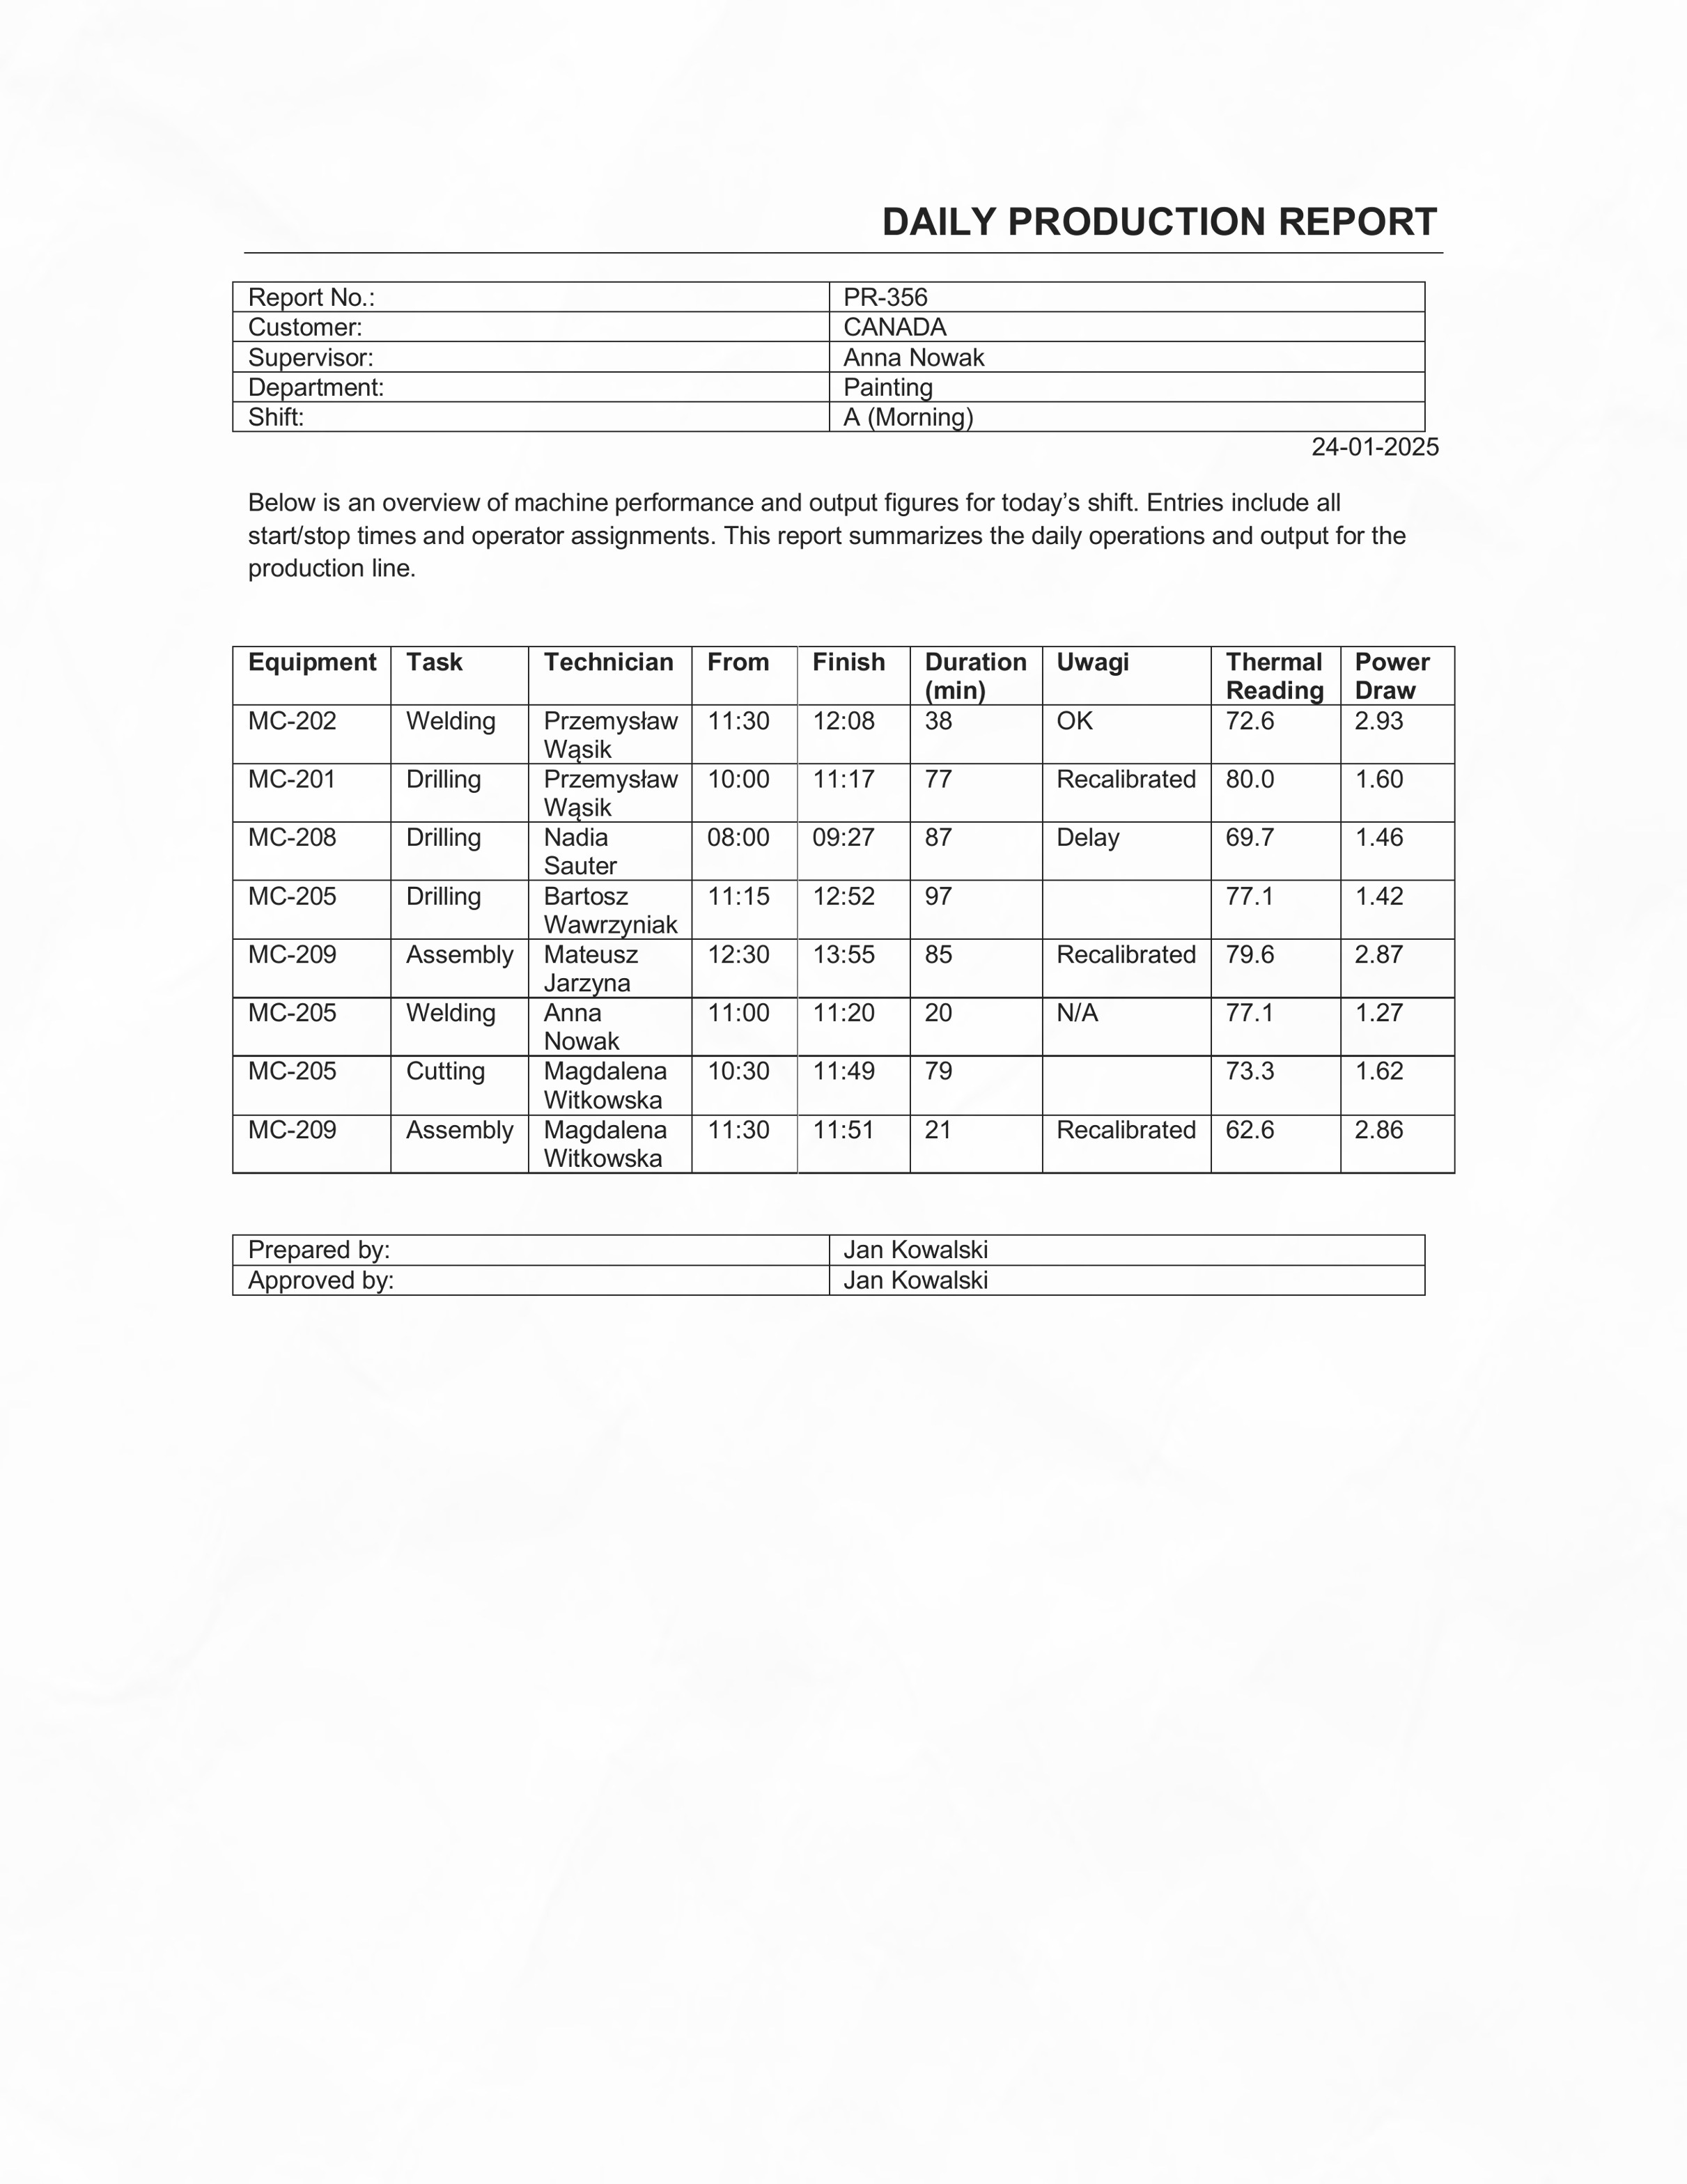 DAILY PRODUCTION REPORT
Report No.: PR-356
Customer: CANADA
Supervisor: Anna Nowak
Department: Painting
Shift: A (Morning)
24-01-2025
Below is an overview of machine performance and output figures for today’s shift. Entries include all
start/stop times and operator assignments. This report summarizes the daily operations and output for the
production line.
Equipment Task Technician From Finish Duration (min) Uwagi Thermal Reading Power Draw
MC-202 Welding Przemysław Wąsik 11:30 12:08 38 OK 72.6 2.93
MC-201 Drilling Przemysław Wąsik 10:00 11:17 77 Recalibrated 80.0 1.60
MC-208 Drilling Nadia Sauter 08:00 09:27 87 Delay 69.7 1.46
MC-205 Drilling Bartosz Wawrzyniak 11:15 12:52 97 77.1 1.42
MC-209 Assembly Mateusz Jarzyna 12:30 13:55 85 Recalibrated 79.6 2.87
MC-205 Welding Anna Nowak 11:00 11:20 20 N/A 77.1 1.27
MC-205 Cutting Magdalena Witkowska 10:30 11:49 79 73.3 1.62
MC-209 Assembly Magdalena Witkowska 11:30 11:51 21 Recalibrated 62.6 2.86
Prepared by: Jan Kowalski
Approved by: Jan Kowalski